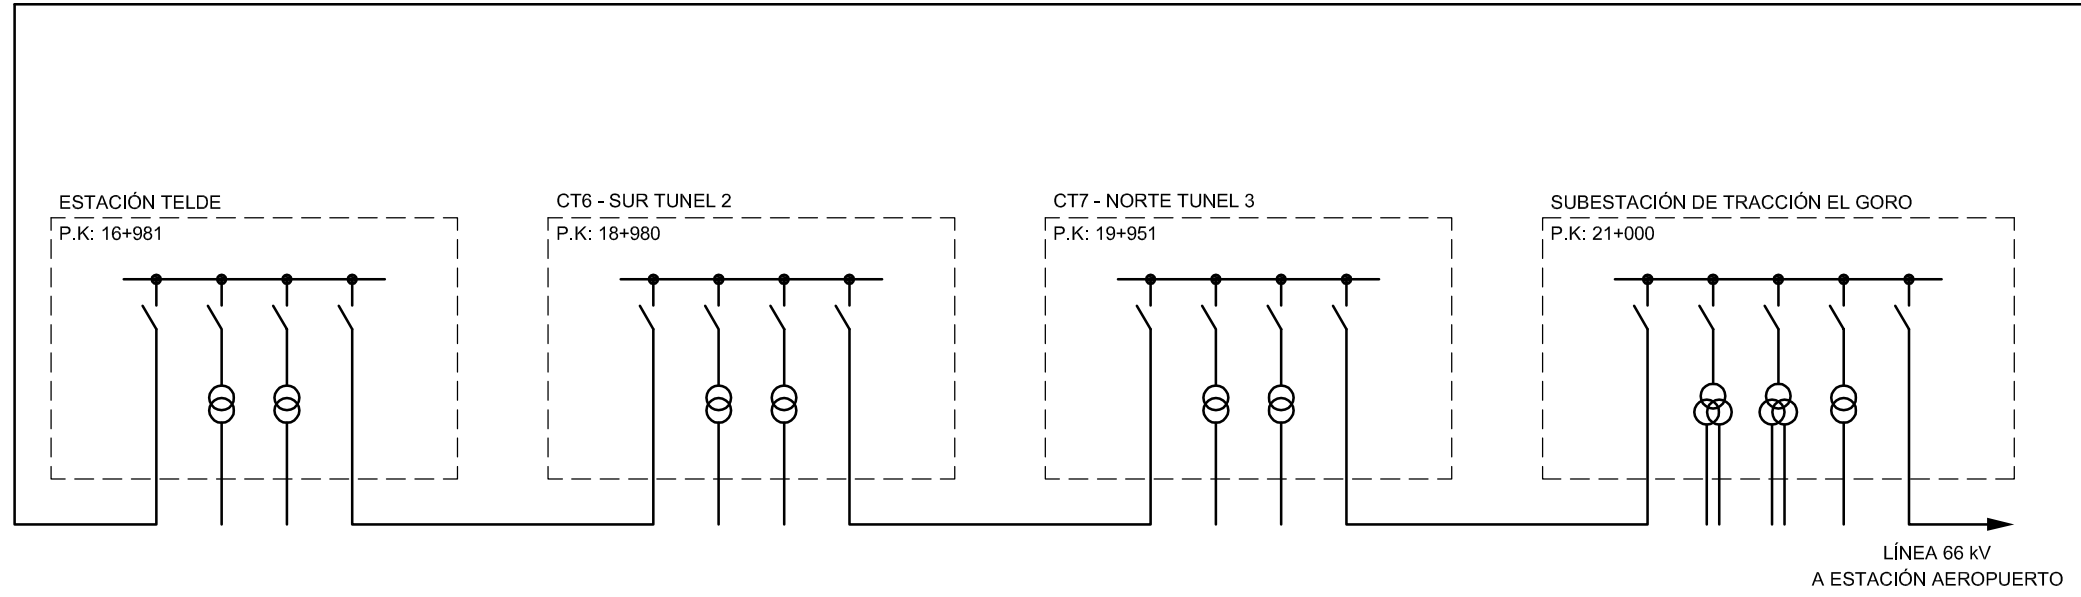 ESTACIÓN TELDE
P.K: 16+981
CT6 - SUR TUNEL 2
P.K: 18+980
CT7 - NORTE TUNEL 3
P.K: 19+951
SUBESTACIÓN DE TRACCIÓN EL GORO
P.K: 21+000
LÍNEA 66 kV
A ESTACIÓN AEROPUERTO